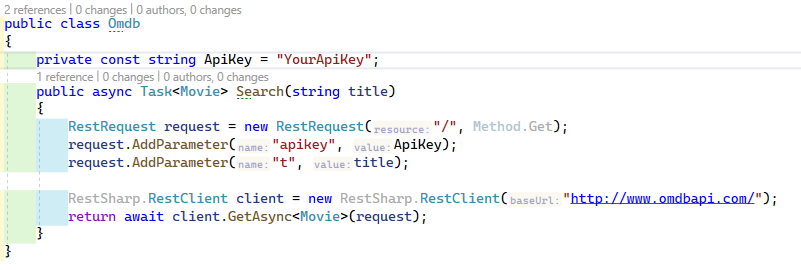 2 references | 0 changes | 0 authors, 0 changes
public class Omdb
{
    private const string ApiKey = "YourApiKey";
    1 reference | 0 changes | 0 authors, 0 changes
    public async Task<Movie> Search(string title)
    {
        RestRequest request = new RestRequest(resource:"/", Method.Get);
        request.AddParameter(name:"apikey", value:ApiKey);
        request.AddParameter(name:"t", value:title);
        RestSharp.RestClient client = new RestSharp.RestClient(baseUrl:"http://www.omdbapi.com/");
        return await client.GetAsync<Movie>(request);
    }
}